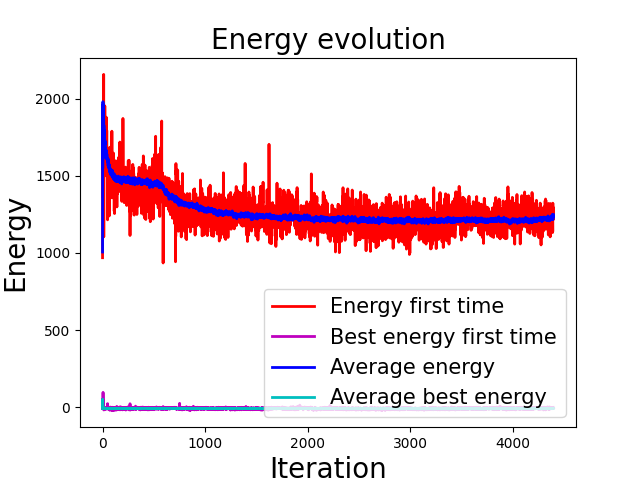 Energy evolution
Energy
2000
1500
1000
500
0
Energy first time
Best energy first time
Average energy
Average best energy
0 1000 2000 3000 4000
Iteration